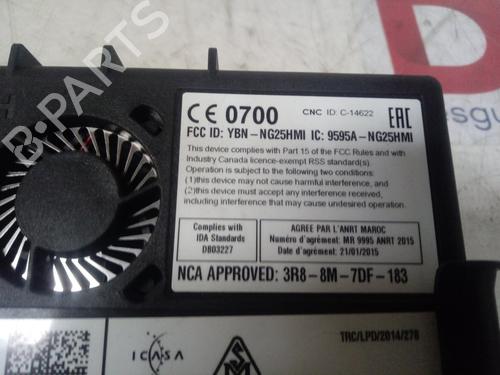 CE 0700 CNC ID: C-14622 EAC
FCC ID: YBN-NG25HMI IC: 9595A-NG25HMI
This device complies with Part 15 of the FCC Rules and with
Industry Canada licence-exempt RSS standard(s).
Operation is subject to the following two conditions:
(1)this device may not cause harmful interference, and
(2)this device must accept any interference received,
including interference that may cause undesired operation.
Complies with
IDA Standards
DB03227
AGREE PAR L'ANRT MAROC
Numéro d'agrément: MR 9995 ANRT 2015
Date d'agrément: 21/01/2015
NCA APPROVED: 3R8-8M-7DF-183
ICASA
TRC/LPD/2014/278
B-PARTS